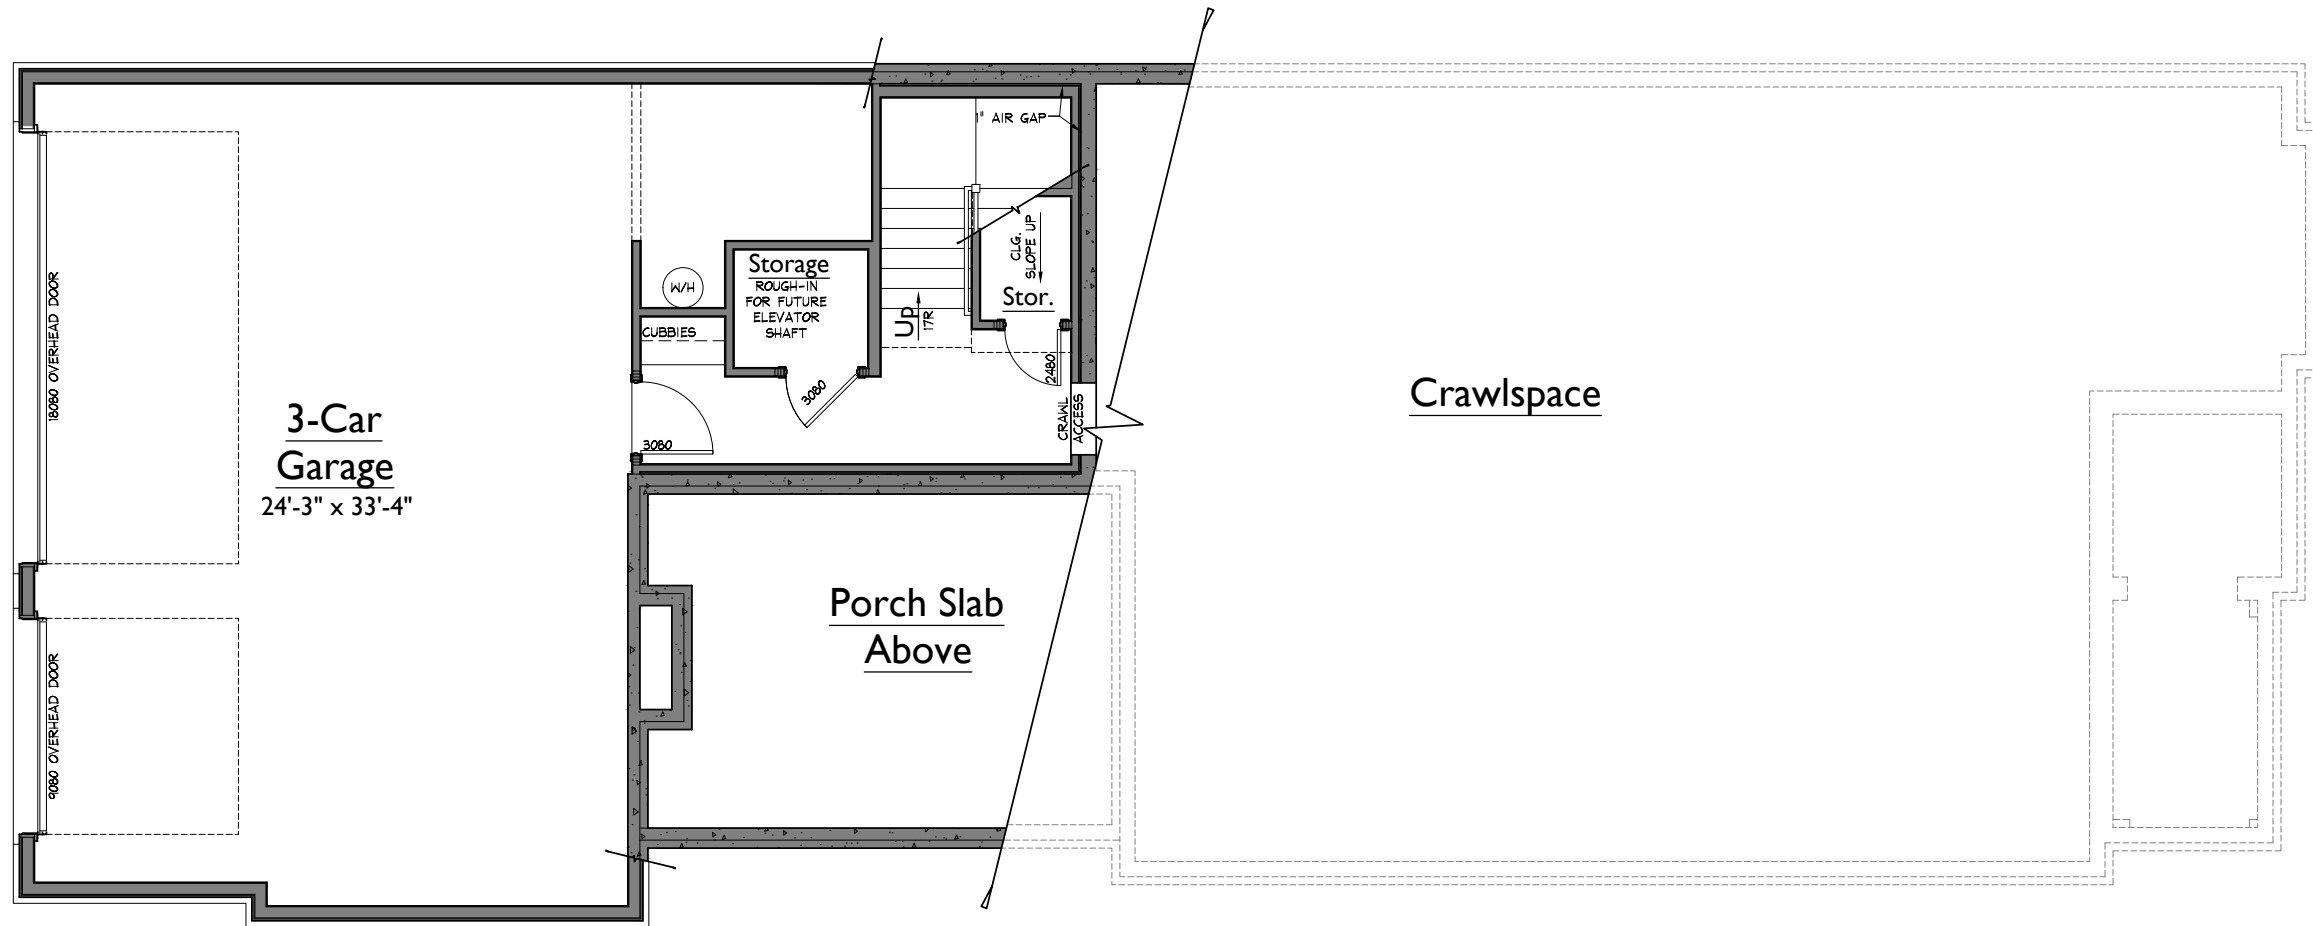 1" AIR GAP
Storage
ROUGH-IN
FOR FUTURE
ELEVATOR
SHAFT
W/H
CUBBIES
CLG.
SLOPE UP
Stor.
Up
17R
2480
3080
3080
CRAWL
ACCESS
18080 OVERHEAD DOOR
3-Car
Garage
24'-3" x 33'-4"
9080 OVERHEAD DOOR
Porch Slab
Above
Crawlspace